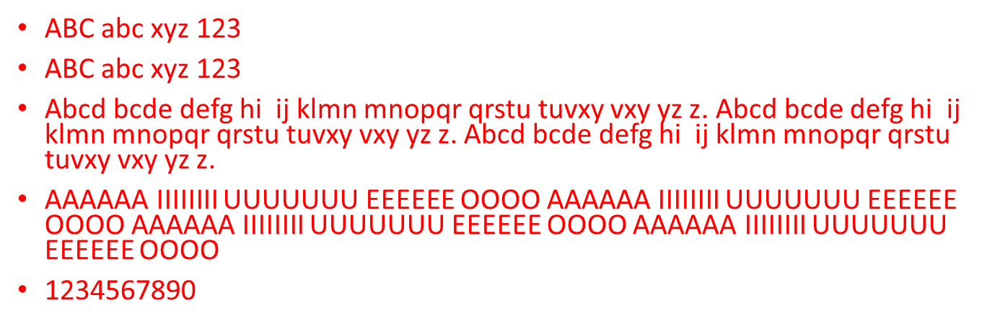 • ABC abc xyz 123
• ABC abc xyz 123
• Abcd bcde defg hi  ij klmn mnopqr qrstu tuvxy vxy yz z. Abcd bcde defg hi  ij
klmn mnopqr qrstu tuvxy vxy yz z. Abcd bcde defg hi  ij klmn mnopqr qrstu
tuvxy vxy yz z.
• AAAAAA IIIIIIII UUUUUUU EEEEEE OOOO AAAAAA IIIIIIII UUUUUUU EEEEEE
OOOO AAAAAA IIIIIIII UUUUUUU EEEEEE OOOO AAAAAA IIIIIIII UUUUUUU
EEEEEE OOOO
• 1234567890